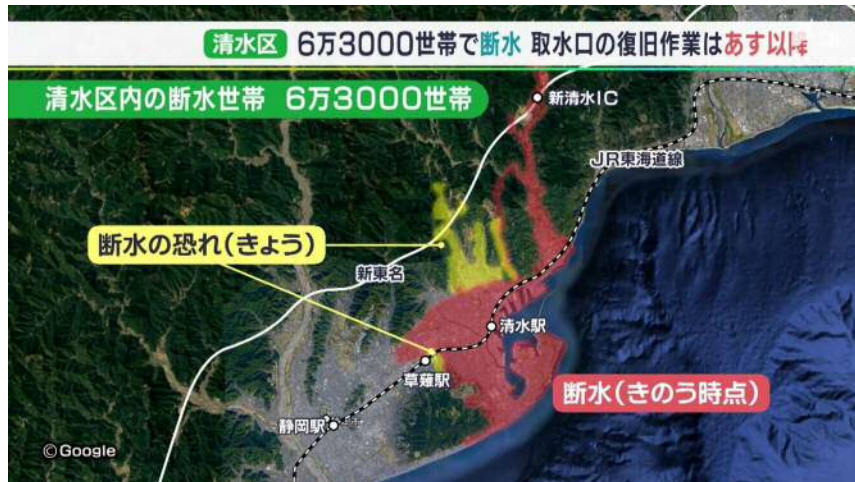 清水区 6万3000世帯で断水 取水口の復旧作業はあす以降
清水区内の断水世帯 6万3000世帯
新清水IC
JR東海道線
断水の恐れ(きょう)
新東名
清水駅
草薙駅
断水(きのう時点)
静岡駅
©Google